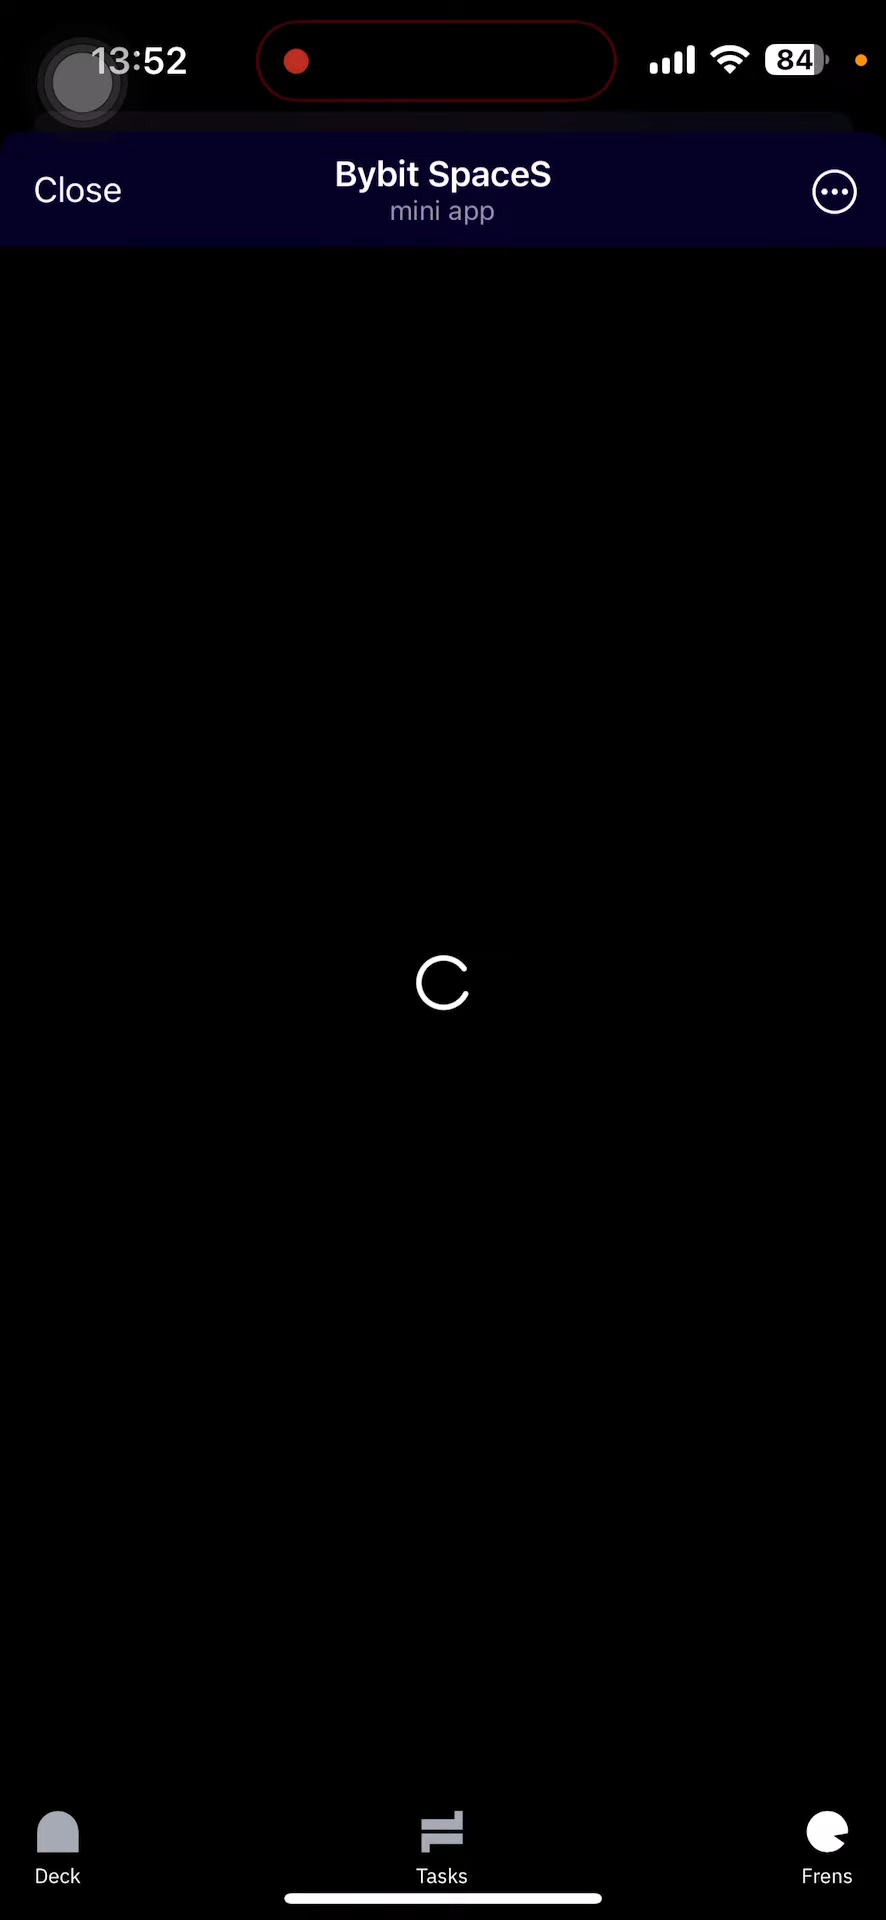 13:52
84
Close
Bybit SpaceS
mini app
Deck
Tasks
Frens